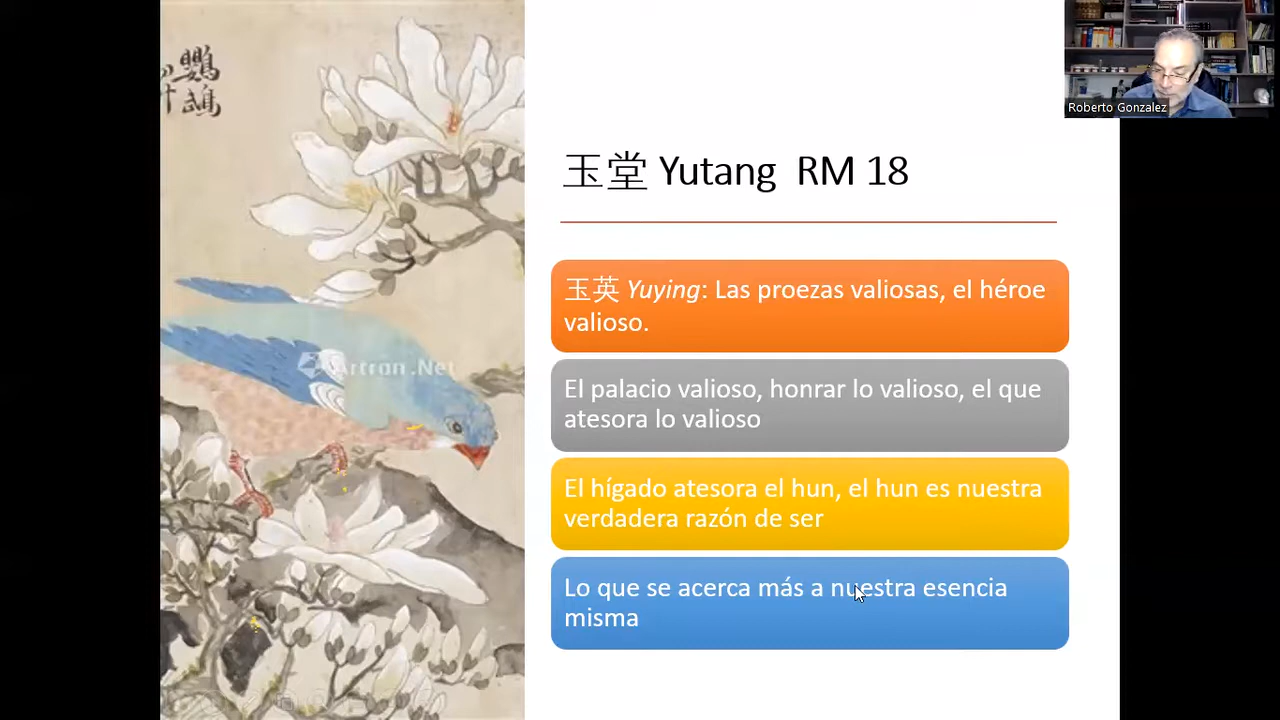 鸚
鵡
Artron.Net
玉堂 Yutang RM 18
玉英 Yuying: Las proezas valiosas, el héroe
valioso.
El palacio valioso, honrar lo valioso, el que
atesora lo valioso
El hígado atesora el hun, el hun es nuestra
verdadera razón de ser
Lo que se acerca más a nuestra esencia
misma
Roberto Gonzalez